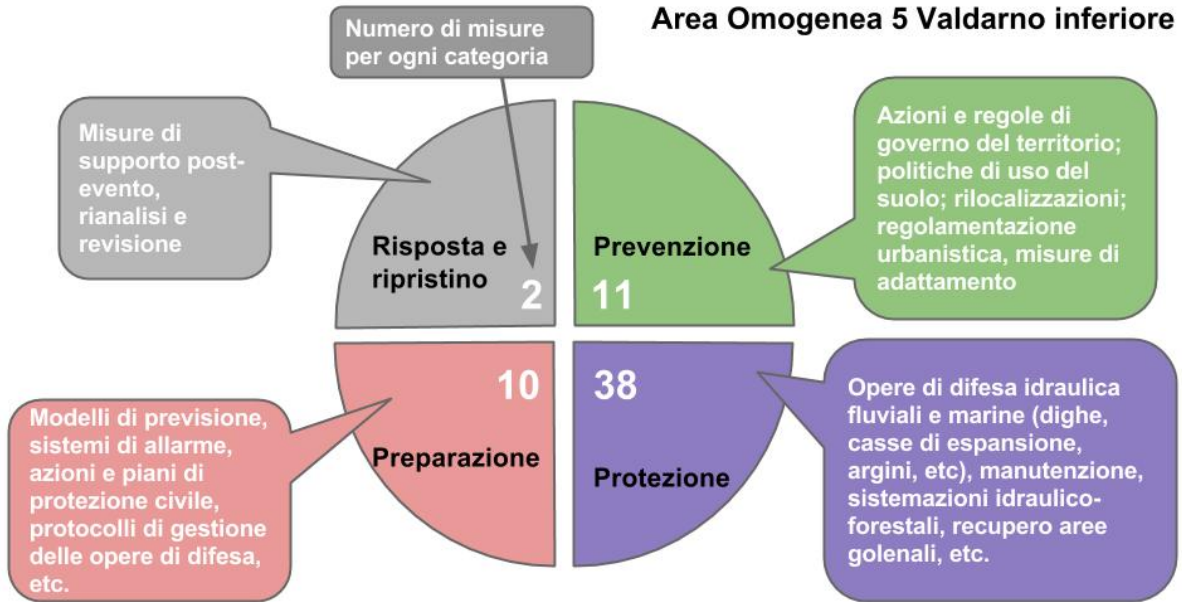 Area Omogenea 5 Valdarno inferiore
Numero di misure
per ogni categoria
Misure di
supporto post-
evento,
rianalisi e
revisione
Azioni e regole di
governo del territorio;
politiche di uso del
suolo; rilocalizzazioni;
regolamentazione
urbanistica, misure di
adattamento
Risposta e
ripristino
2
Prevenzione
11
10
Preparazione
38
Protezione
Modelli di previsione,
sistemi di allarme,
azioni e piani di
protezione civile,
protocolli di gestione
delle opere di difesa,
etc.
Opere di difesa idraulica
fluviali e marine (dighe,
casse di espansione,
argini, etc), manutenzione,
sistemazioni idraulico-
forestali, recupero aree
golenali, etc.